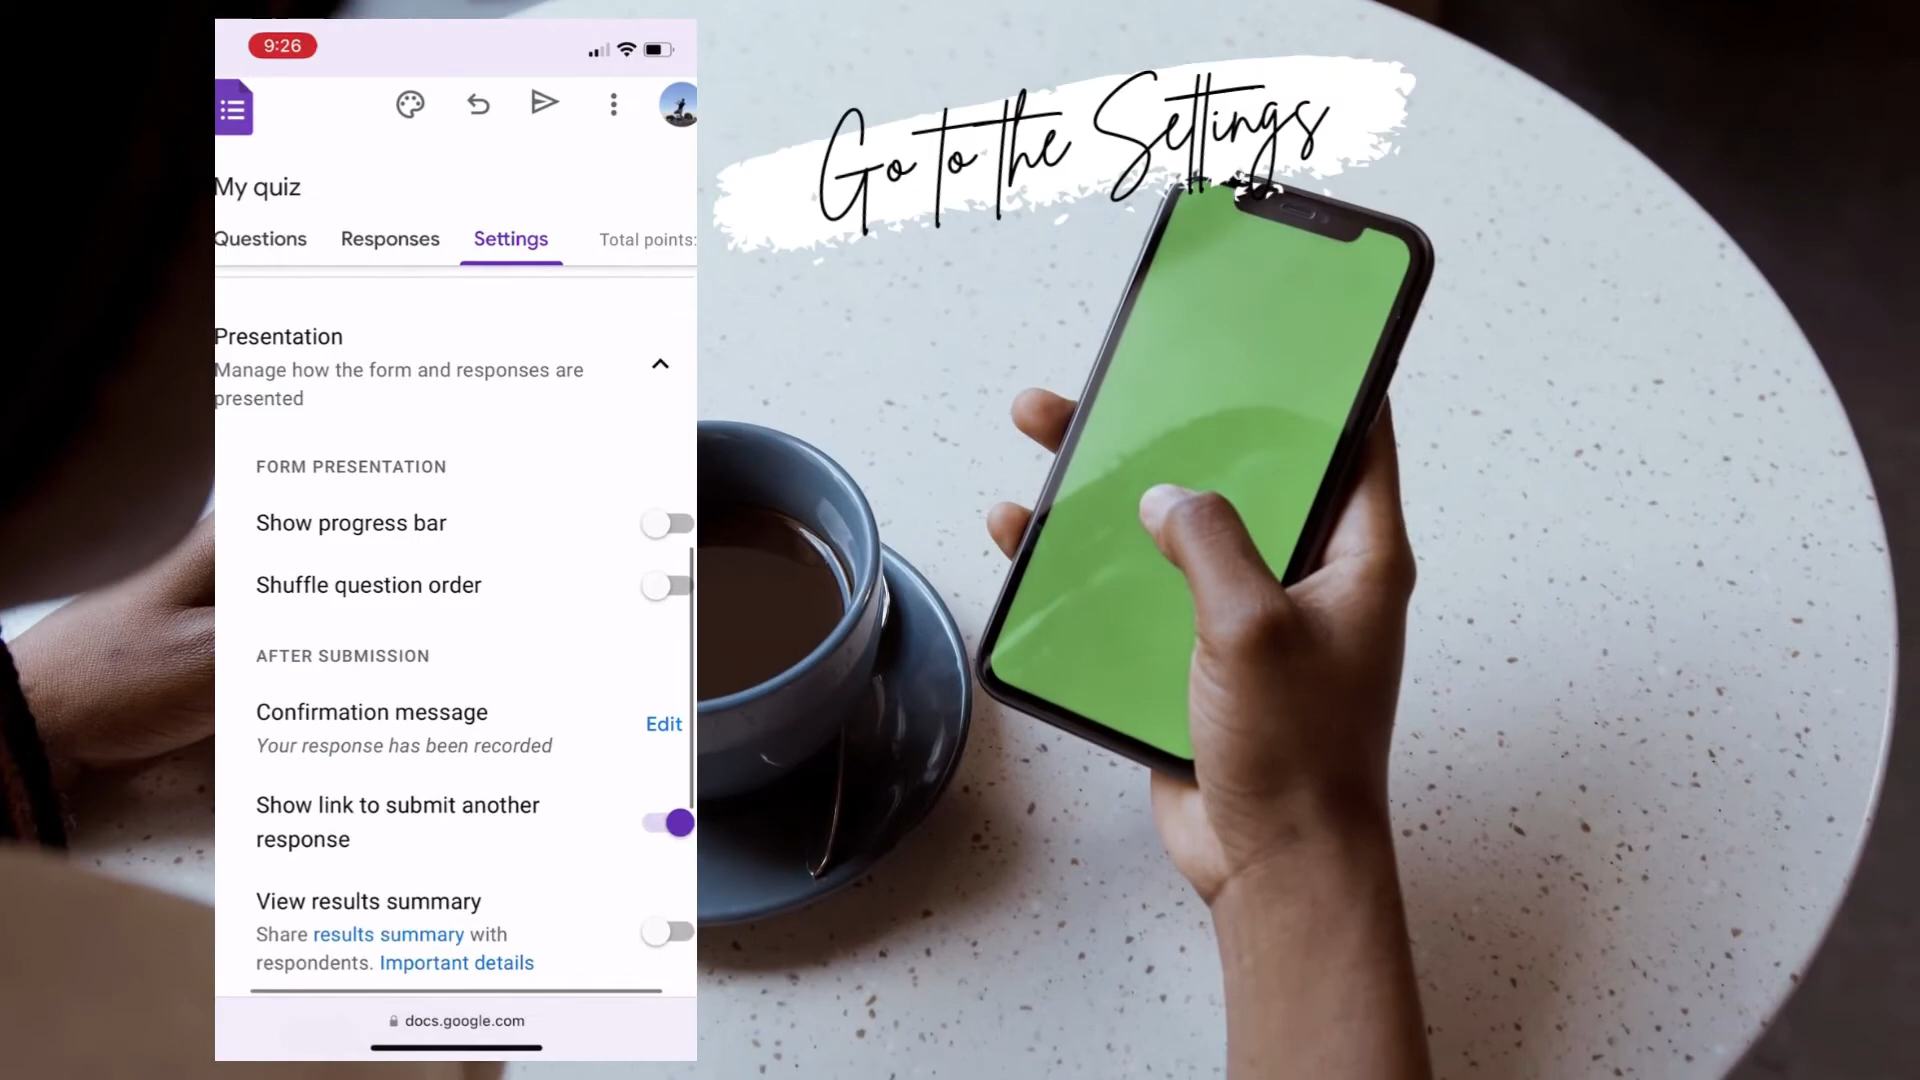 9:26
Go to the Settings
My quiz
Questions Responses Settings Total points:
Presentation
Manage how the form and responses are
presented
FORM PRESENTATION
Show progress bar
Shuffle question order
AFTER SUBMISSION
Confirmation message
Edit
Your response has been recorded
Show link to submit another
response
View results summary
Share results summary with
respondents. Important details
docs.google.com